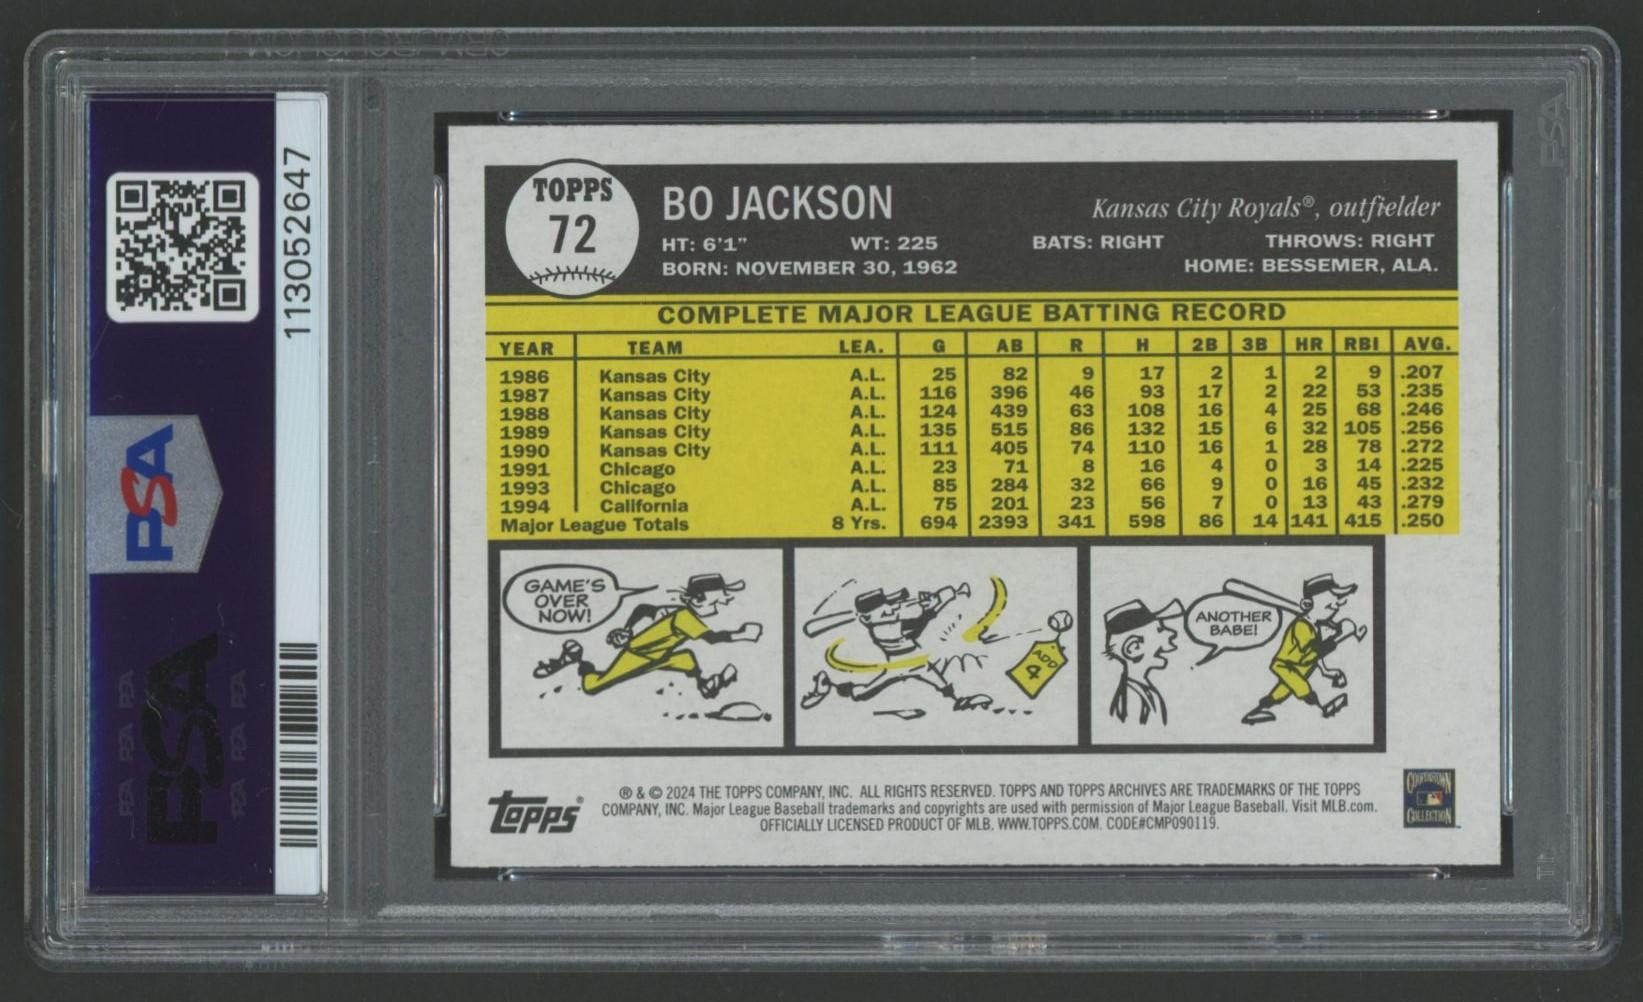 113052647
PSA
PSA
PSA PSA PSA
PSA PSA PSA
PSA
TOPPS
72
BO JACKSON
Kansas City Royals®, outfielder
HT: 6'1" WT: 225 BATS: RIGHT THROWS: RIGHT
BORN: NOVEMBER 30, 1962 HOME: BESSEMER, ALA.
COMPLETE MAJOR LEAGUE BATTING RECORD
YEAR TEAM LEA. G AB R H 2B 3B HR RBI AVG.
1986 Kansas City A.L. 25 82 9 17 2 1 2 9 .207
1987 Kansas City A.L. 116 396 46 93 17 2 22 53 .235
1988 Kansas City A.L. 124 439 63 108 16 4 25 68 .246
1989 Kansas City A.L. 135 515 86 132 15 6 32 105 .256
1990 Kansas City A.L. 111 405 74 110 16 1 28 78 .272
1991 Chicago A.L. 23 71 8 16 4 0 3 14 .225
1993 Chicago A.L. 85 284 32 66 9 0 16 45 .232
1994 California A.L. 75 201 23 56 7 0 13 43 .279
Major League Totals 8 Yrs. 694 2393 341 598 86 14 141 415 .250
GAME'S
OVER
NOW!
ADD
4
ANOTHER
BABE!
topps®
® & © 2024 THE TOPPS COMPANY, INC. ALL RIGHTS RESERVED. TOPPS AND TOPPS ARCHIVES ARE TRADEMARKS OF THE TOPPS
COMPANY, INC. Major League Baseball trademarks and copyrights are used with permission of Major League Baseball. Visit MLB.com.
OFFICIALLY LICENSED PRODUCT OF MLB. WWW.TOPPS.COM. CODE#CMP090119.
COOPERSTOWN
COLLECTION